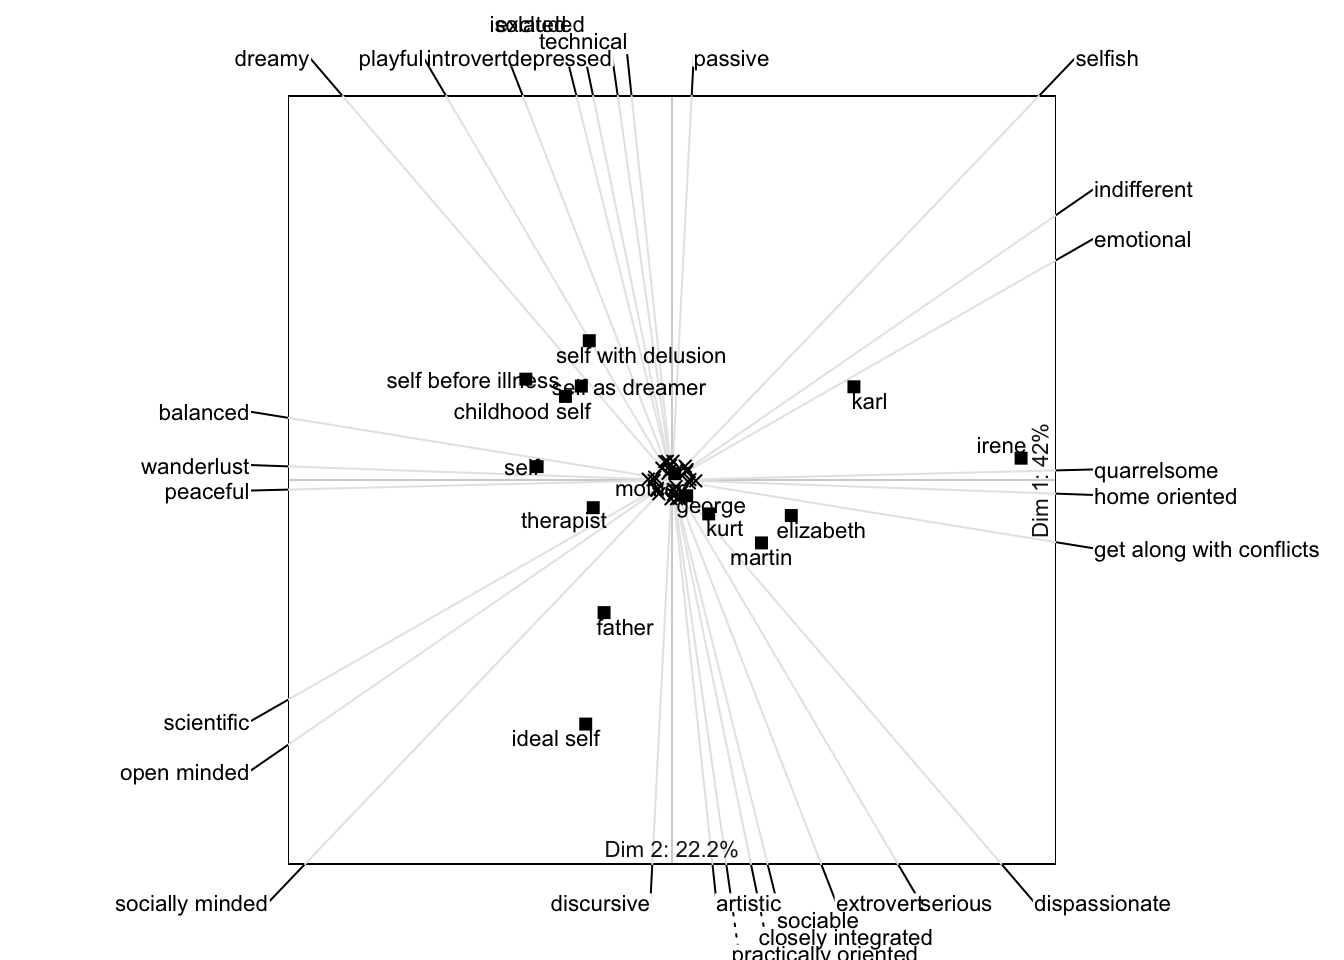 excluded
technical
dreamy
playful
introvert
depressed
passive
selfish
indifferent
emotional
self with delusion
self before illness
self as dreamer
childhood self
karl
balanced
irene
wanderlust
self
quarrelsome
peaceful
home oriented
Dim 1: 42%
mother
george
therapist
kurt
elizabeth
get along with conflicts
martin
father
scientific
ideal self
open minded
Dim 2: 22.2%
socially minded
discursive
artistic
extrovert
serious
dispassionate
sociable
closely integrated
practically oriented